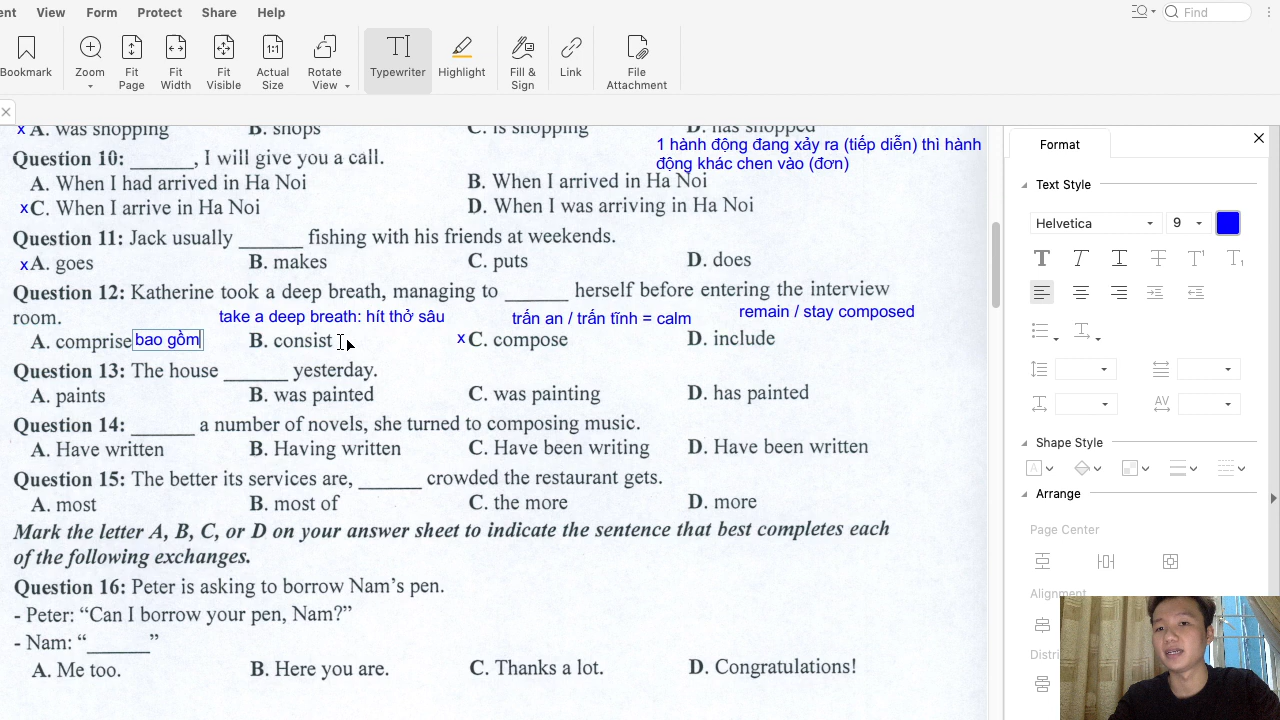 ent View Form Protect Share Help
Find
Bookmark Zoom Fit Page Fit Width Fit Visible Actual Size Rotate View Typewriter Highlight Fill & Sign Link File Attachment
x A. was shopping B. shops C. is shopping D. has shopped
1 hành động đang xảy ra (tiếp diễn) thì hành
động khác chen vào (đơn)
Question 10: ______, I will give you a call.
A. When I had arrived in Ha Noi B. When I arrived in Ha Noi
x C. When I arrive in Ha Noi D. When I was arriving in Ha Noi
Question 11: Jack usually ______ fishing with his friends at weekends.
x A. goes B. makes C. puts D. does
Question 12: Katherine took a deep breath, managing to ______ herself before entering the interview
room. take a deep breath: hít thở sâu trấn an / trấn tĩnh = calm remain / stay composed
A. comprise bao gồm B. consist x C. compose D. include
Question 13: The house ______ yesterday.
A. paints B. was painted C. was painting D. has painted
Question 14: ______ a number of novels, she turned to composing music.
A. Have written B. Having written C. Have been writing D. Have been written
Question 15: The better its services are, ______ crowded the restaurant gets.
A. most B. most of C. the more D. more
Mark the letter A, B, C, or D on your answer sheet to indicate the sentence that best completes each
of the following exchanges.
Question 16: Peter is asking to borrow Nam's pen.
- Peter: “Can I borrow your pen, Nam?”
- Nam: “______”
A. Me too. B. Here you are. C. Thanks a lot. D. Congratulations!
Format
Text Style
Helvetica 9
T T T T T T
Shape Style
Arrange
Page Center
Alignment
Distri